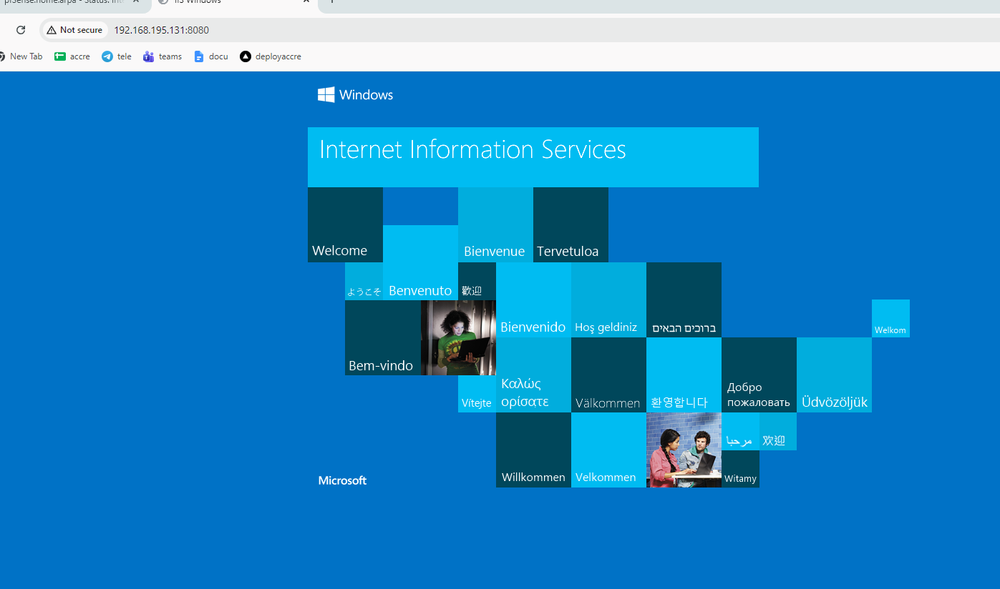 pfSense.home.arpa - Status: Inte
IIS Windows
Not secure
192.168.195.131:8080
New Tab
accre
tele
teams
docu
deployaccre
Windows
Internet Information Services
Welcome
Bienvenue
Tervetuloa
ようこそ
Benvenuto
歡迎
Bienvenido
Hoş geldiniz
ברוכים הבאים
Welkom
Bem-vindo
Vítejte
Καλώς
ορίσατε
Välkommen
환영합니다
Добро
пожаловать
Üdvözöljük
مرحبا
欢迎
Willkommen
Velkommen
Witamy
Microsoft